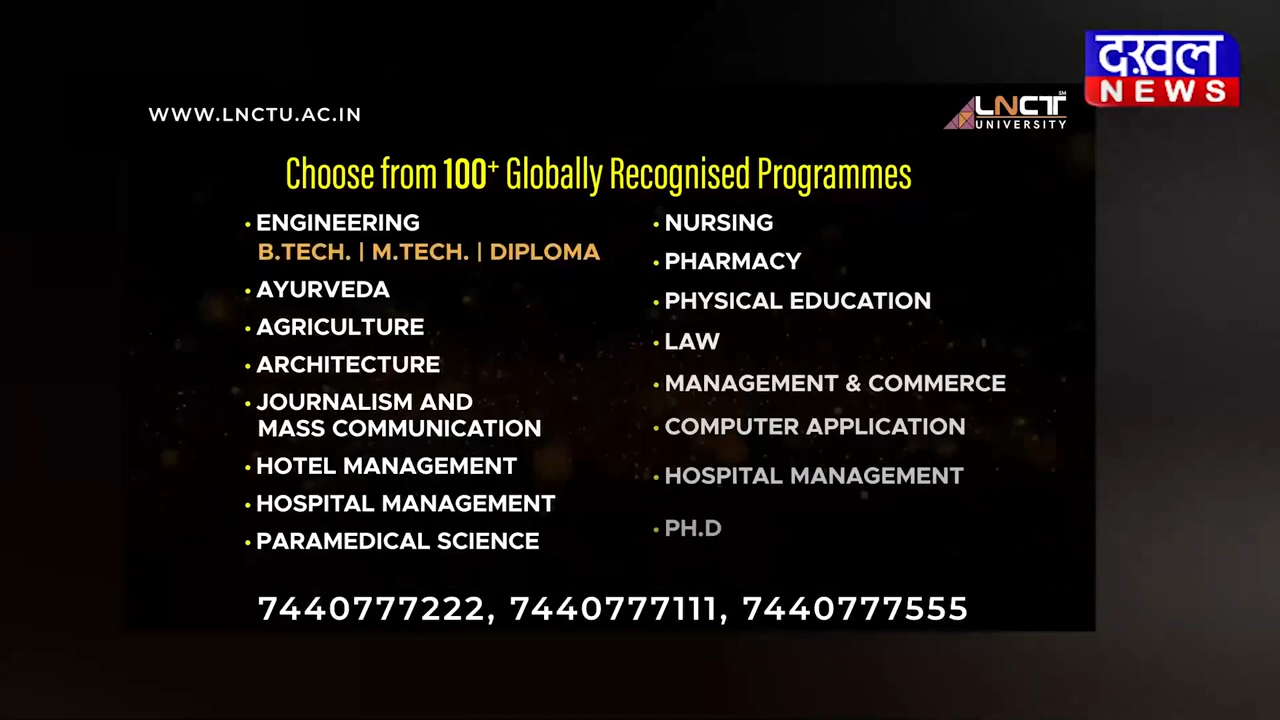 दख़ल
NEWS
WWW.LNCTU.AC.IN
LNCT SM
UNIVERSITY
Choose from 100+ Globally Recognised Programmes
• ENGINEERING
B.TECH. | M.TECH. | DIPLOMA
• AYURVEDA
• AGRICULTURE
• ARCHITECTURE
• JOURNALISM AND
MASS COMMUNICATION
• HOTEL MANAGEMENT
• HOSPITAL MANAGEMENT
• PARAMEDICAL SCIENCE
• NURSING
• PHARMACY
• PHYSICAL EDUCATION
• LAW
• MANAGEMENT & COMMERCE
• COMPUTER APPLICATION
• HOSPITAL MANAGEMENT
• PH.D
7440777222, 7440777111, 7440777555